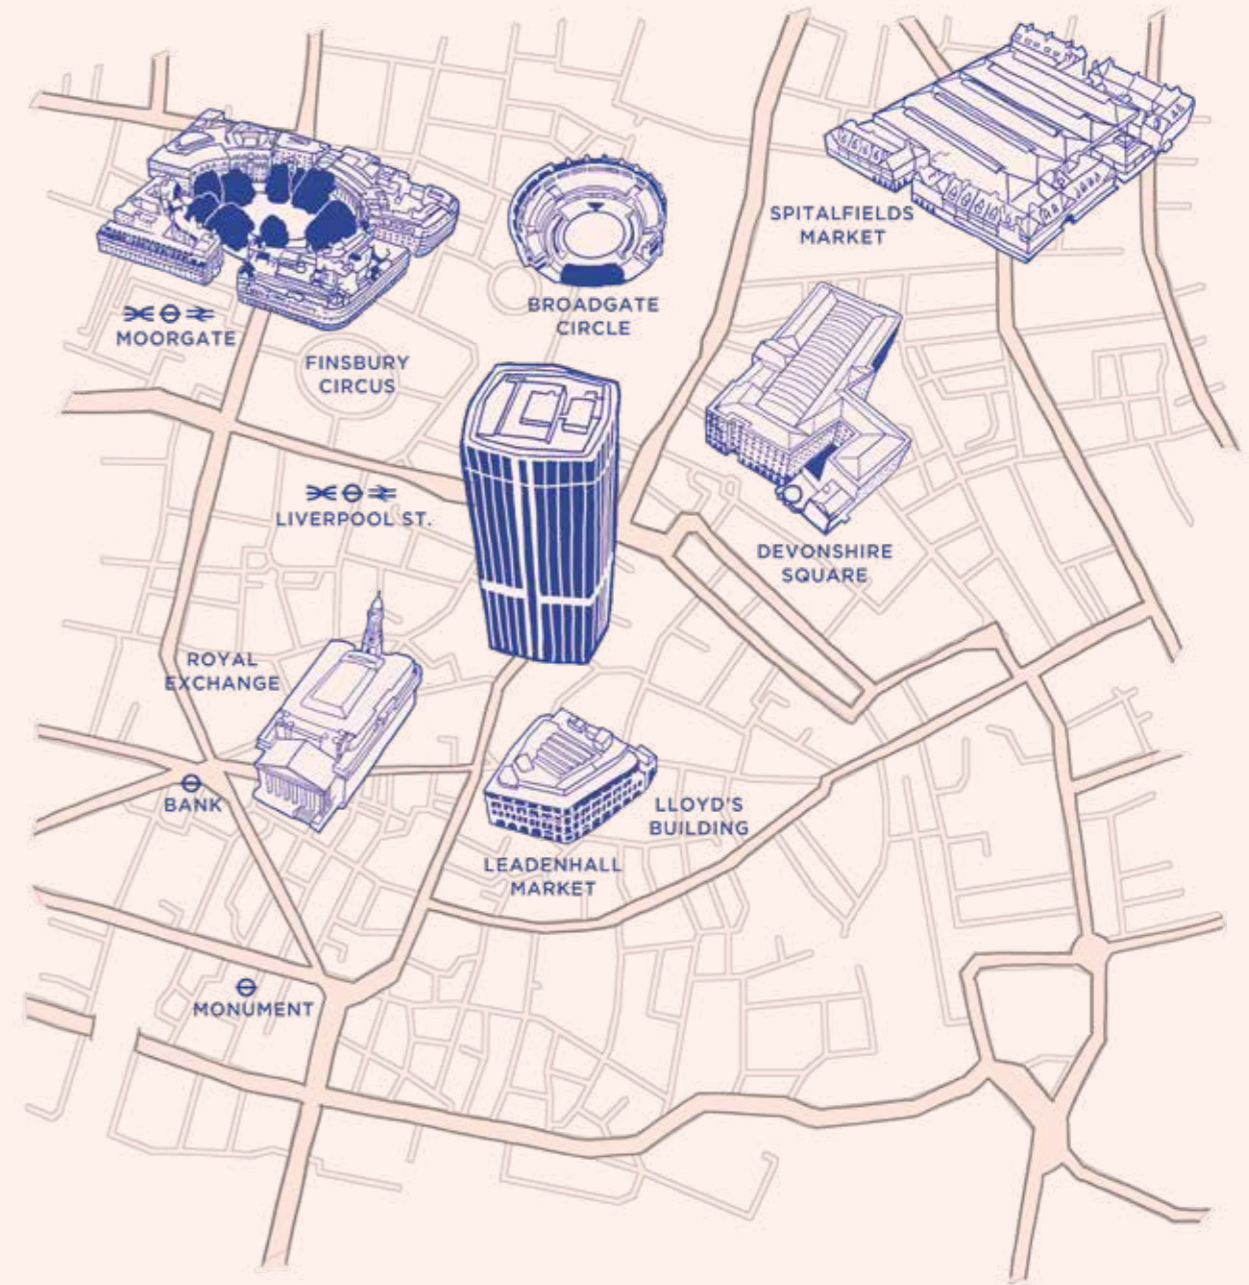 SPITALFIELDS
MARKET
BROADGATE
CIRCLE
MOORGATE
FINSBURY
CIRCUS
LIVERPOOL ST.
DEVONSHIRE
SQUARE
ROYAL
EXCHANGE
BANK
LLOYD'S
BUILDING
LEADENHALL
MARKET
MONUMENT